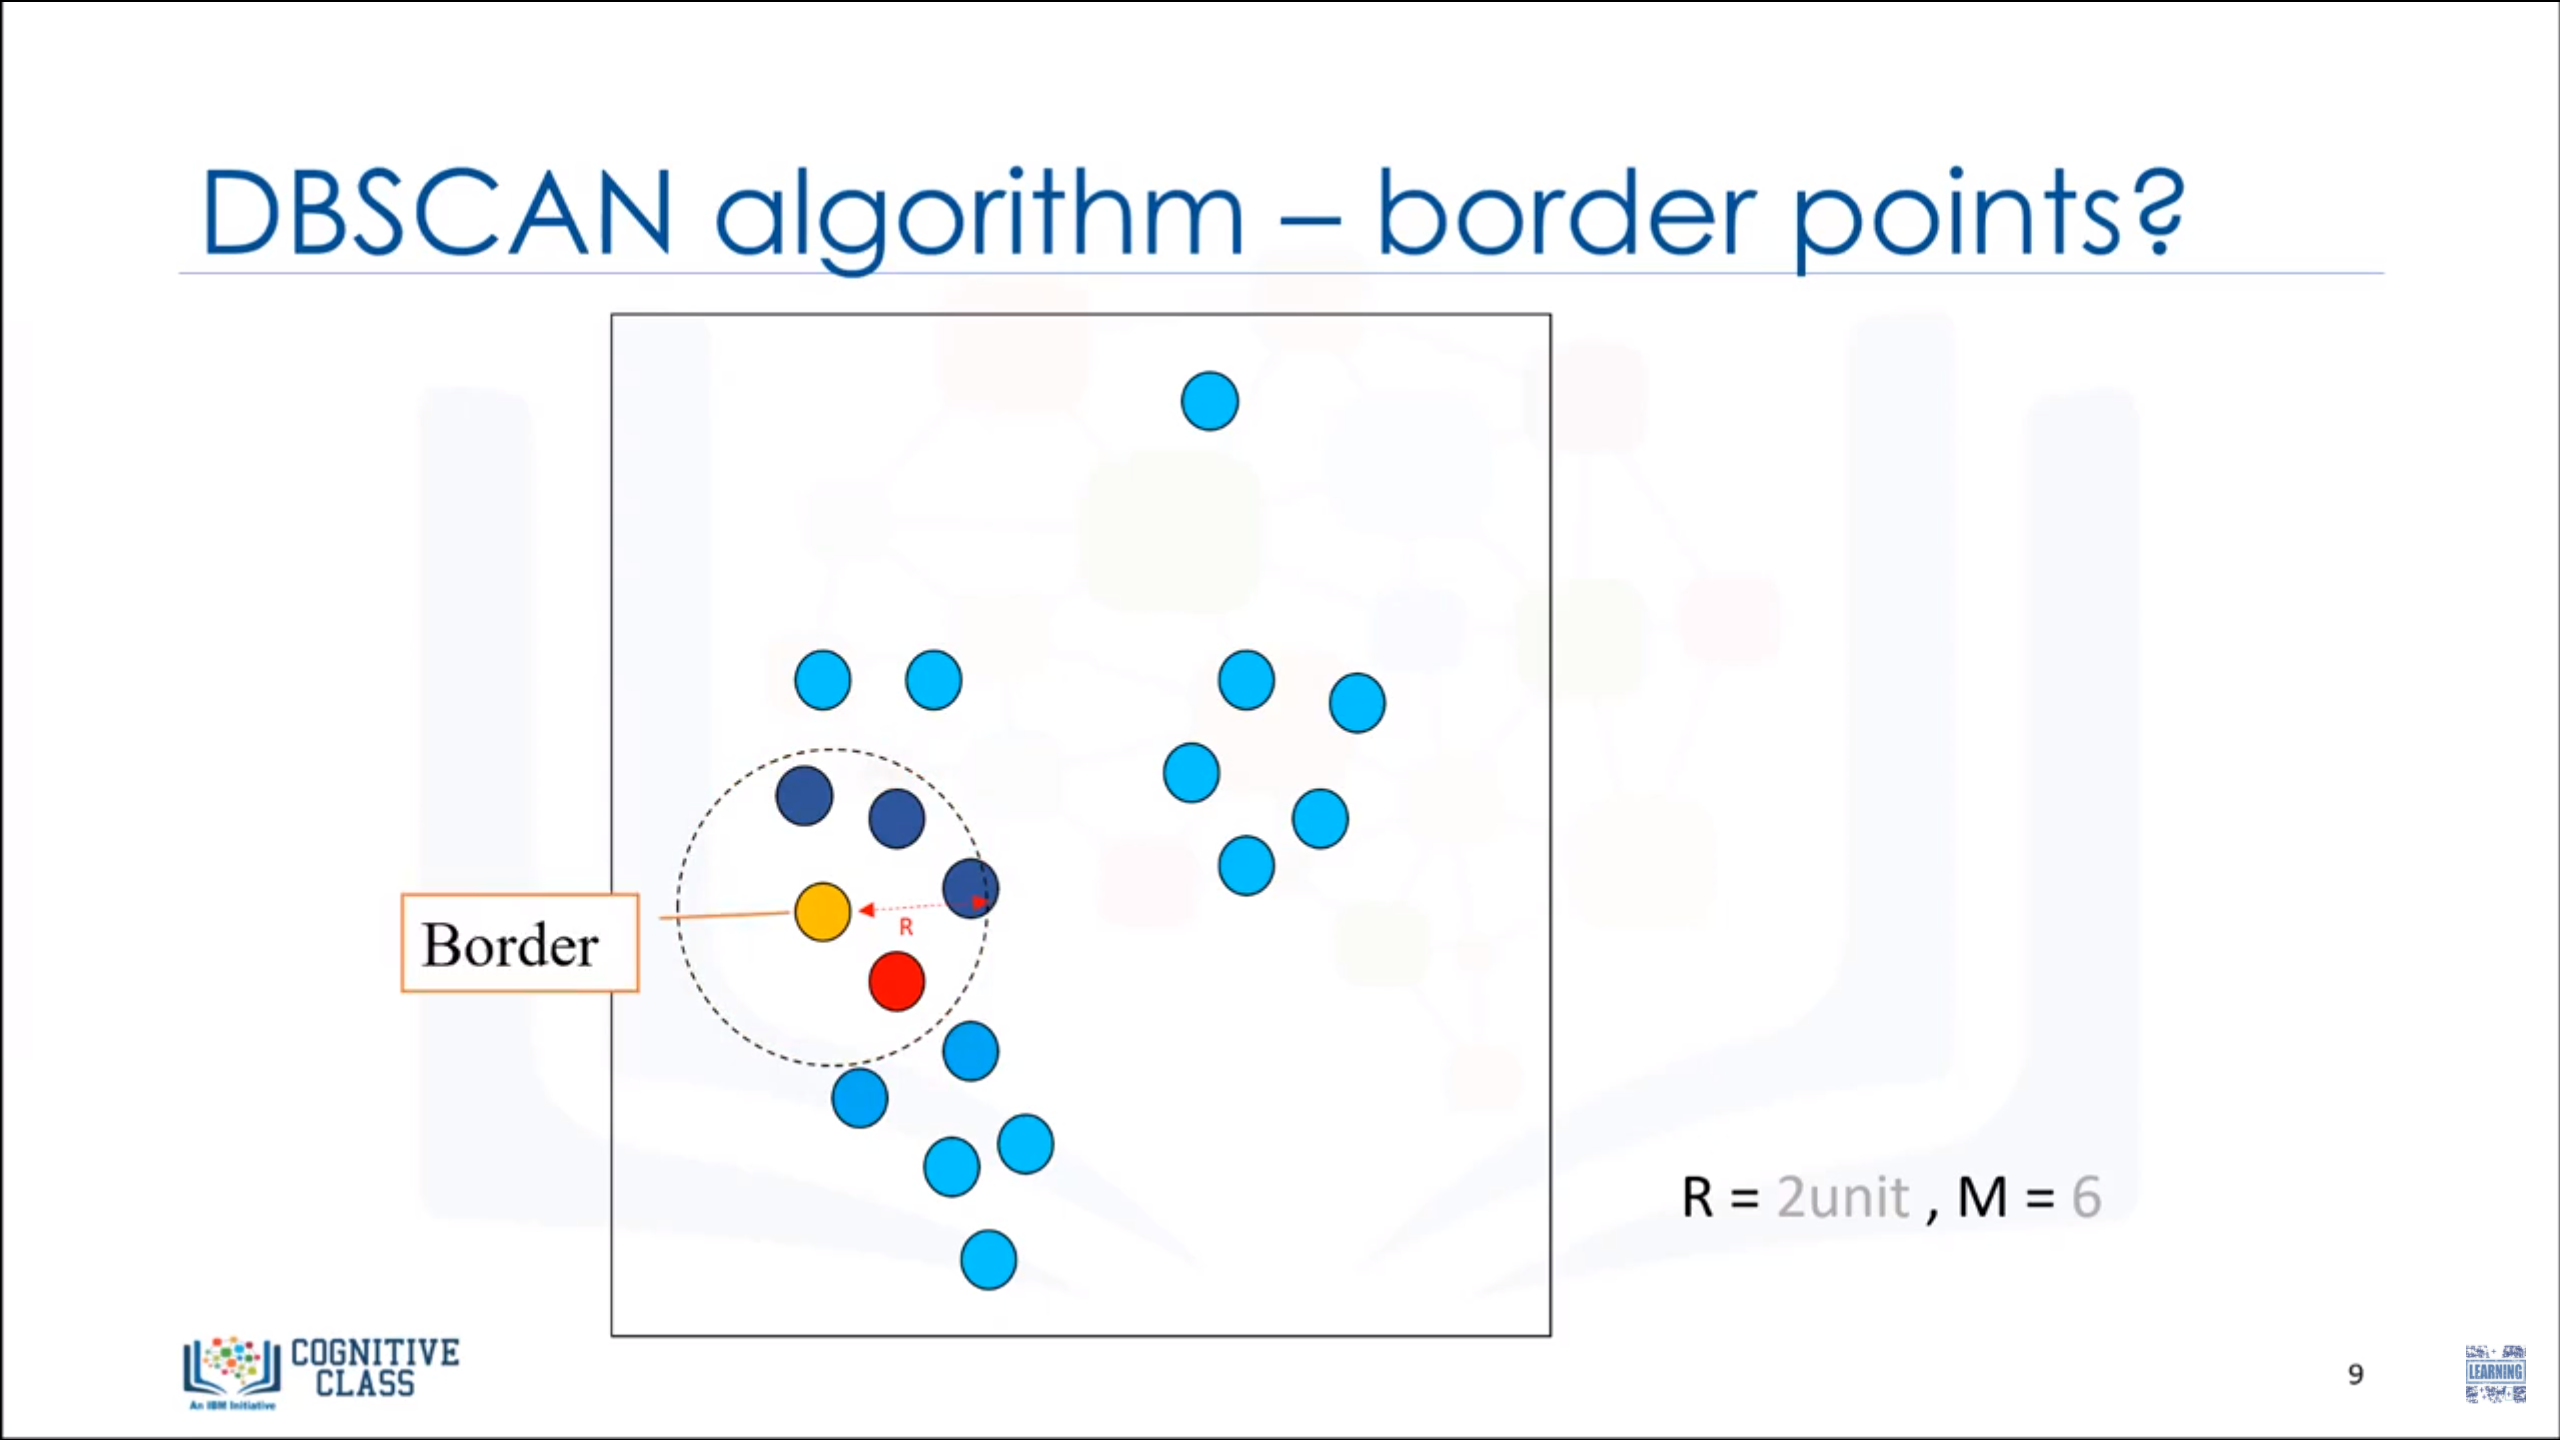 DBSCAN algorithm – border points?
Border
R
R = 2unit , M = 6
COGNITIVE
CLASS
An IBM Initiative
9
LEARNING